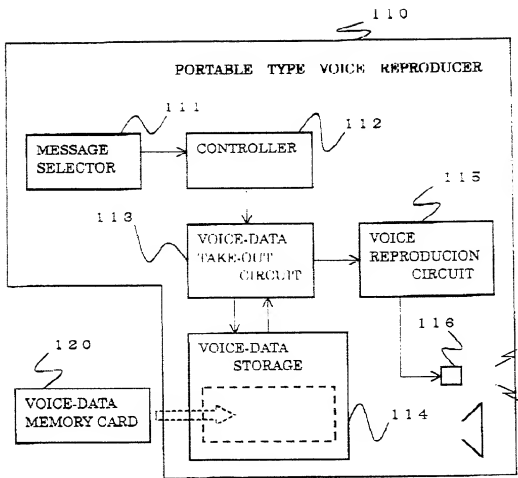 110
PORTABLE TYPE VOICE REPRODUCER
111
112
MESSAGE
SELECTOR
CONTROLLER
113
115
VOICE-DATA
TAKE-OUT
CIRCUIT
VOICE
REPRODUCION
CIRCUIT
116
120
VOICE-DATA
STORAGE
VOICE-DATA
MEMORY CARD
114